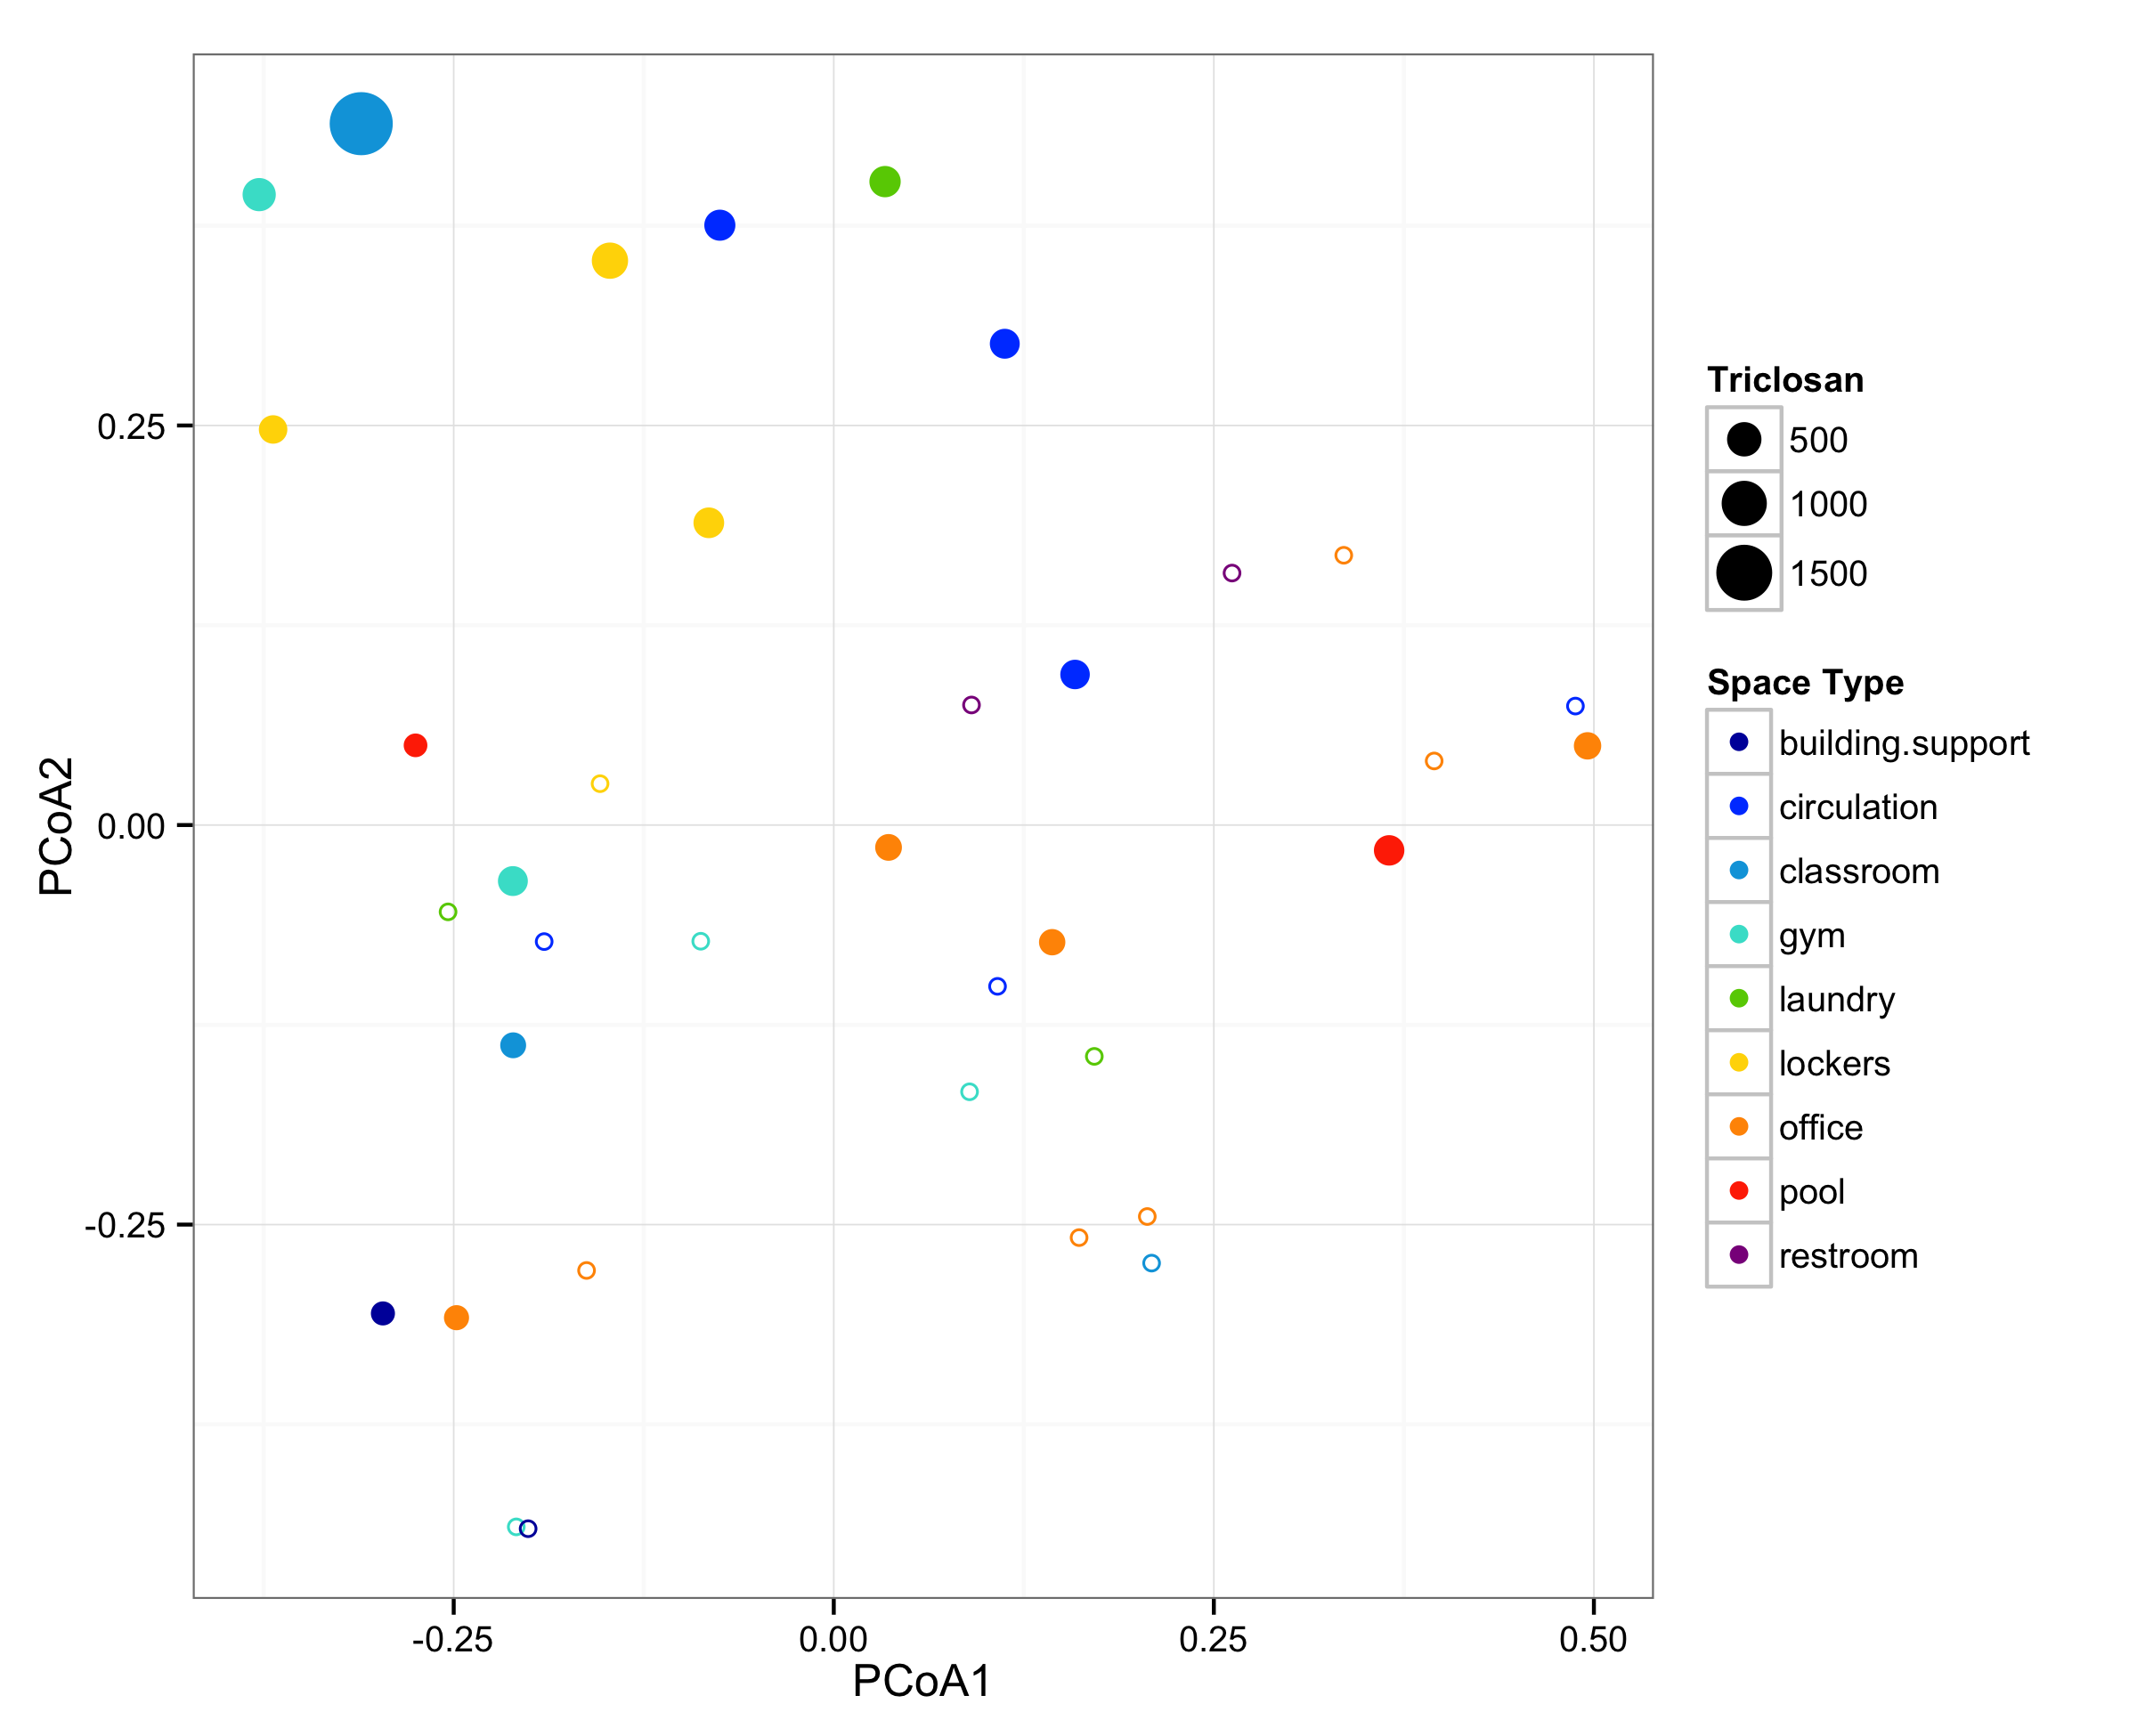 Triclosan
500
1000
1500
Space Type
building.support
circulation
classroom
gym
laundry
lockers
office
pool
restroom
PCoA2
0.25
0.00
-0.25
-0.25
0.00
0.25
0.50
PCoA1